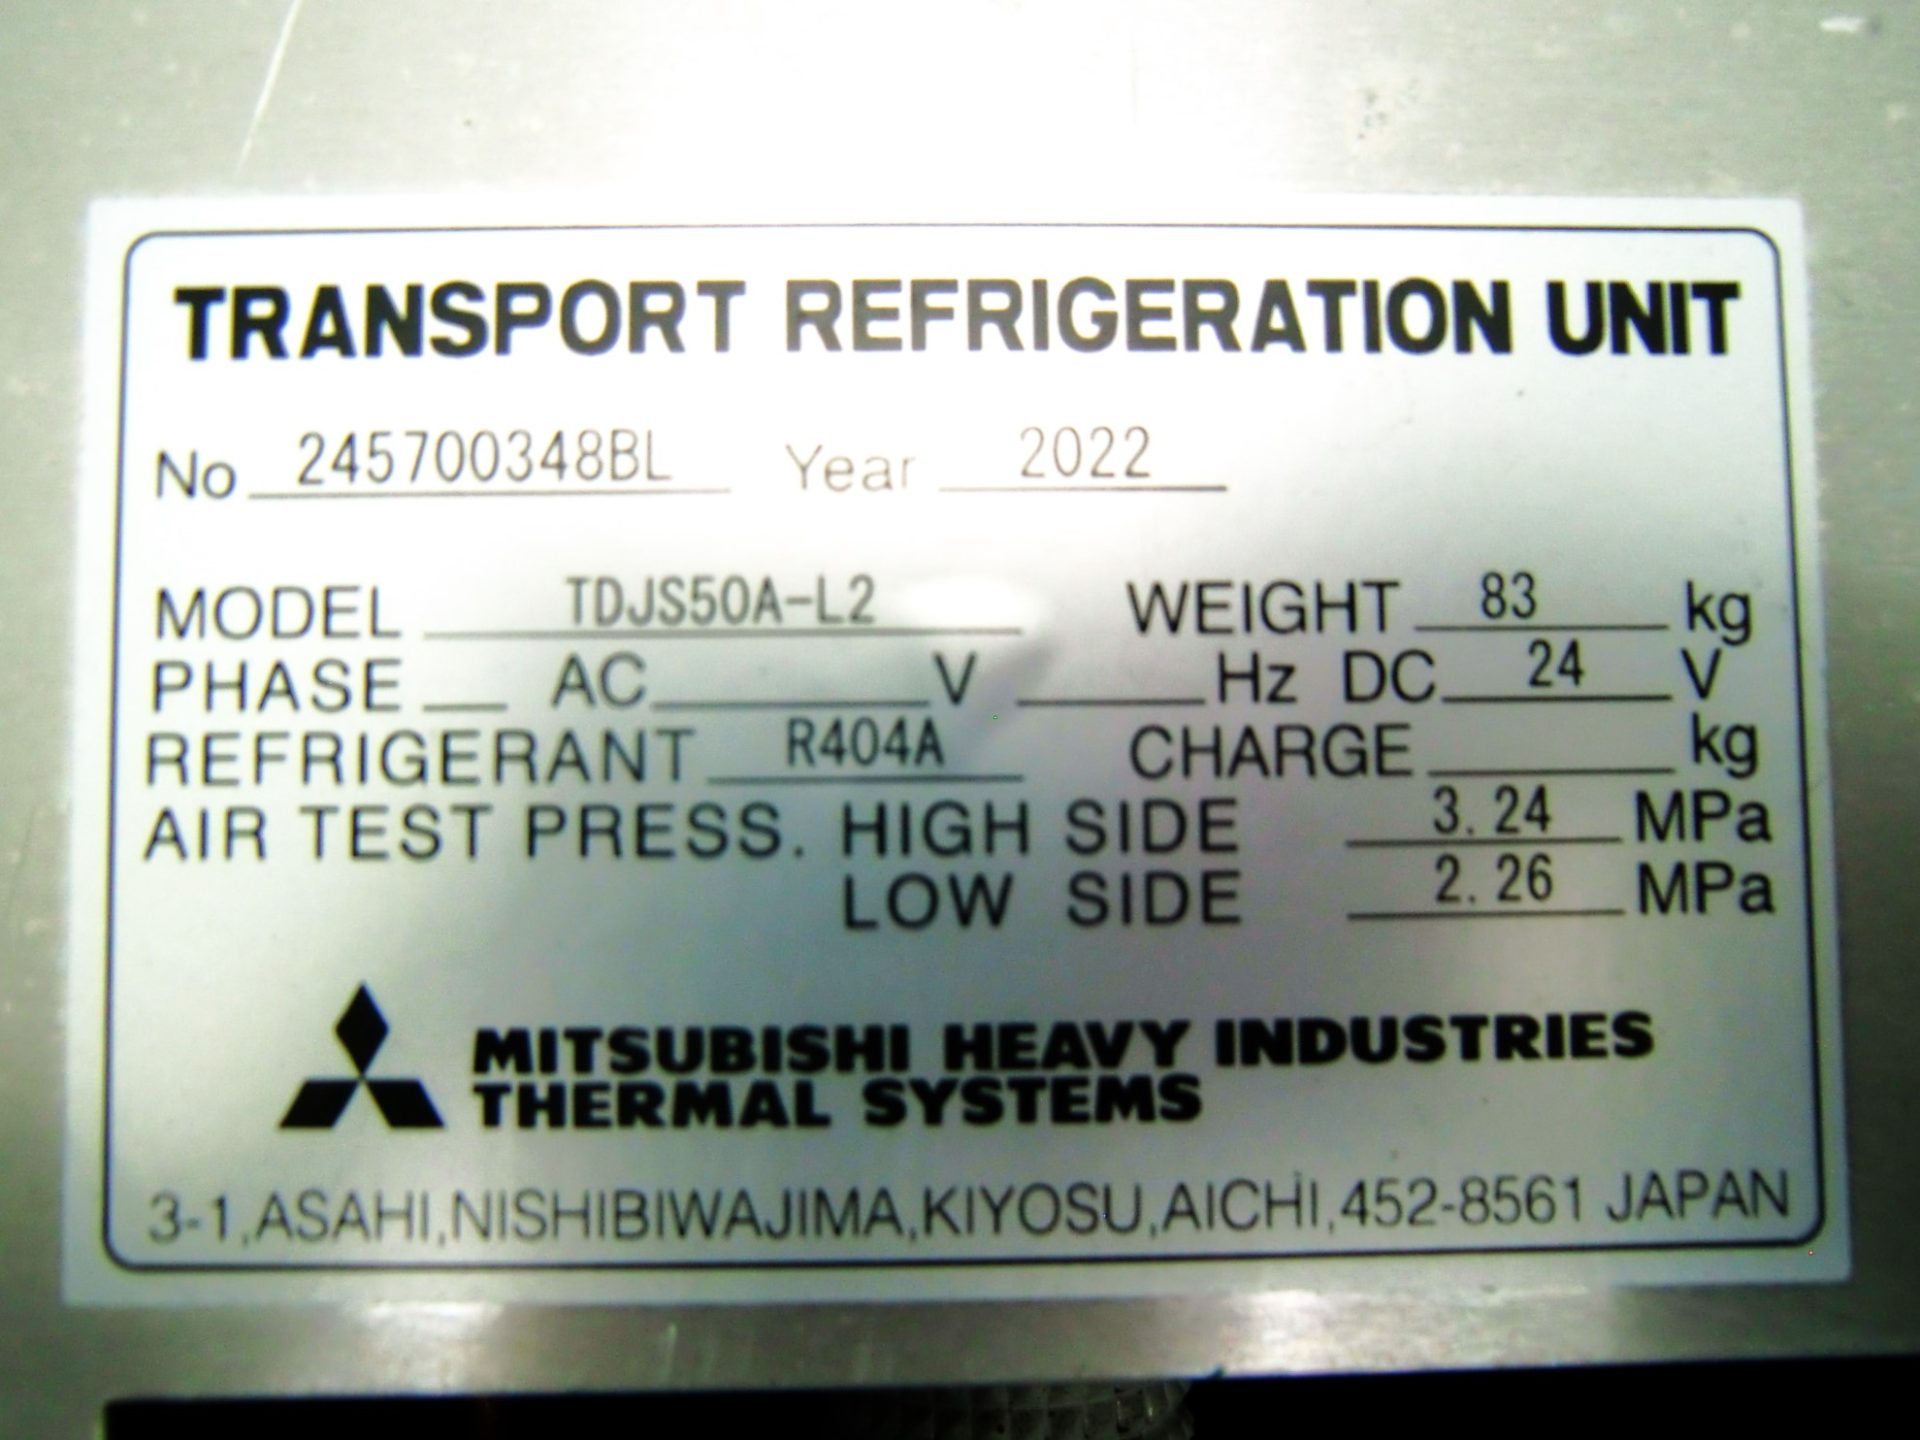 TRANSPORT REFRIGERATION UNIT
No 245700348BL Year 2022
MODEL TDJS50A-L2 WEIGHT 83 kg
PHASE AC V Hz DC 24 V
REFRIGERANT R404A CHARGE kg
AIR TEST PRESS. HIGH SIDE 3.24 MPa
LOW SIDE 2.26 MPa
MITSUBISHI HEAVY INDUSTRIES
THERMAL SYSTEMS
3-1,ASAHI,NISHIBIWAJIMA,KIYOSU,AICHI,452-8561 JAPAN